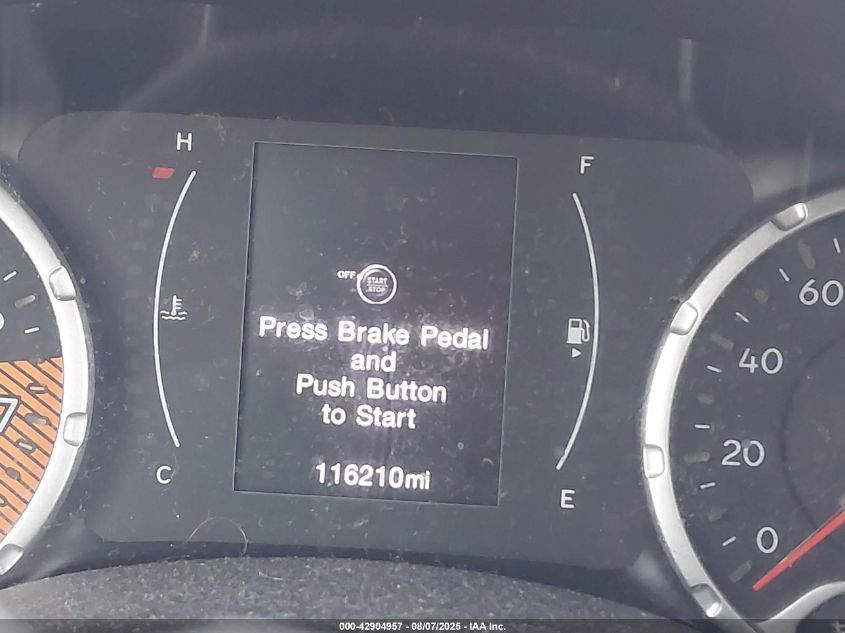 H
F
OFF
START
STOP
Press Brake Pedal
and
Push Button
to Start
116210mi
C
E
7
60
40
20
0
000-42904957 - 08/07/2025 - IAA Inc.